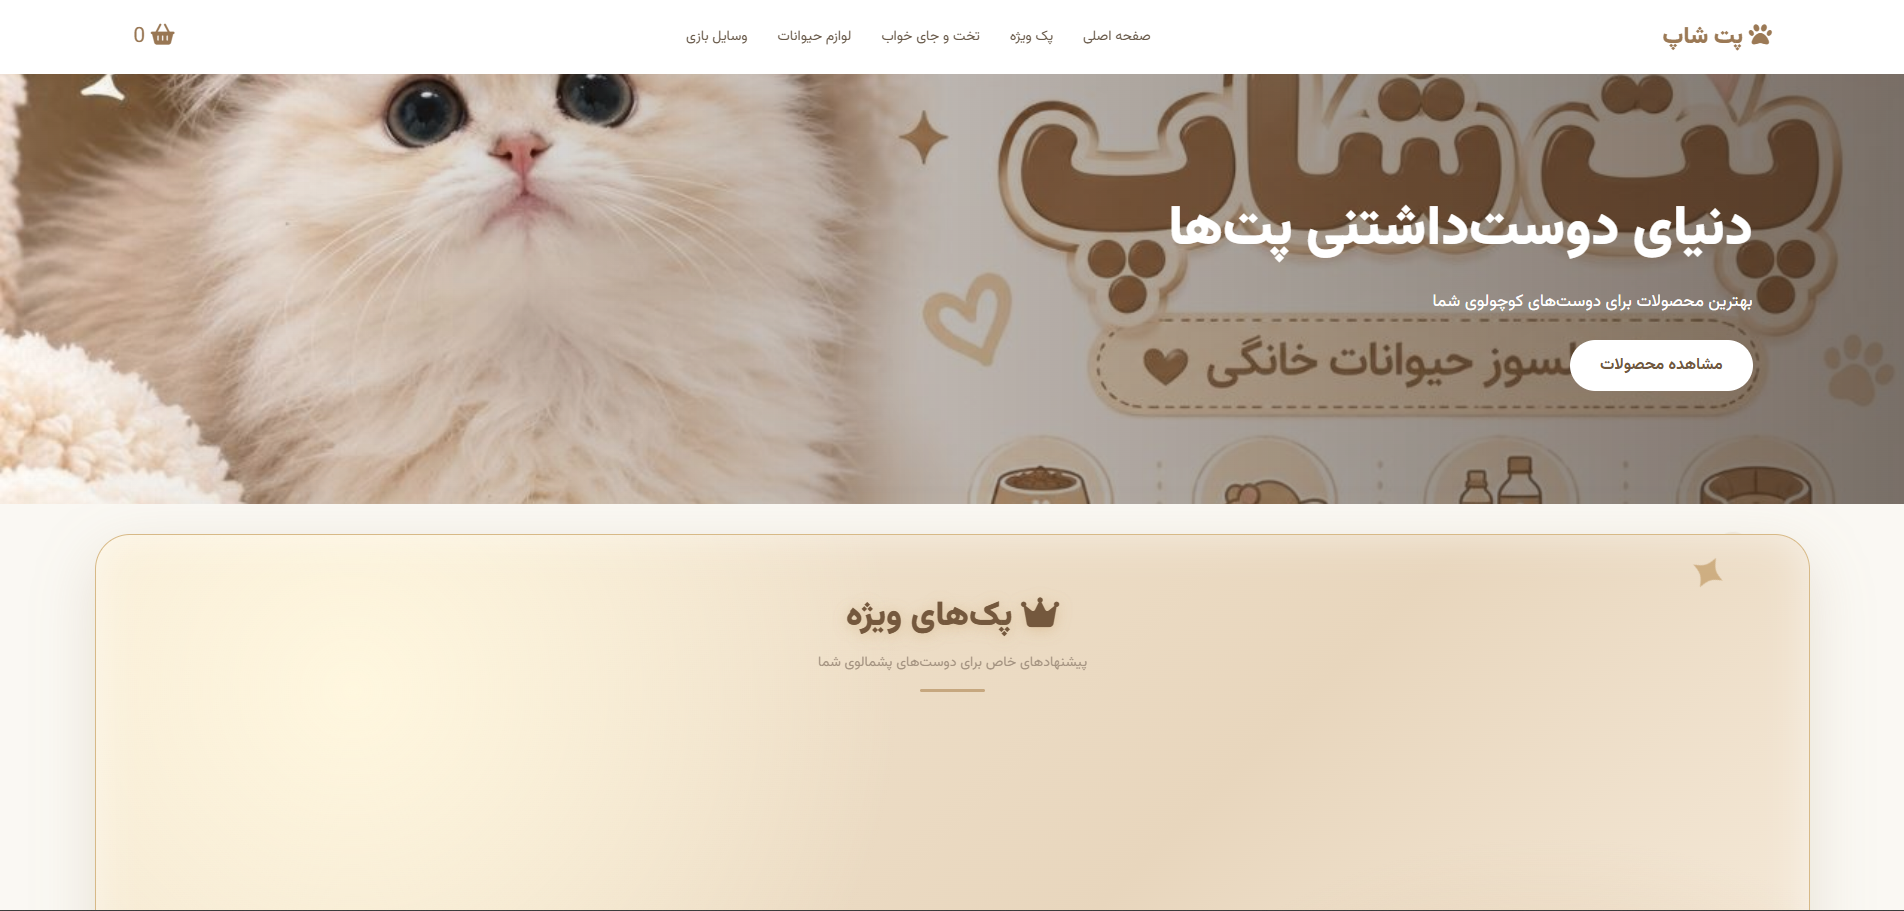 پت شاپ
صفحه اصلی
پک ویژه
تخت و جای خواب
لوازم حیوانات
وسایل بازی
0
پت شاپ
دنیای دوست‌داشتنی پت‌ها
بهترین محصولات برای دوست‌های کوچولوی شما
لسوز حیوانات خانگی
مشاهده محصولات
پک‌های ویژه
پیشنهادهای خاص برای دوست‌های پشمالوی شما